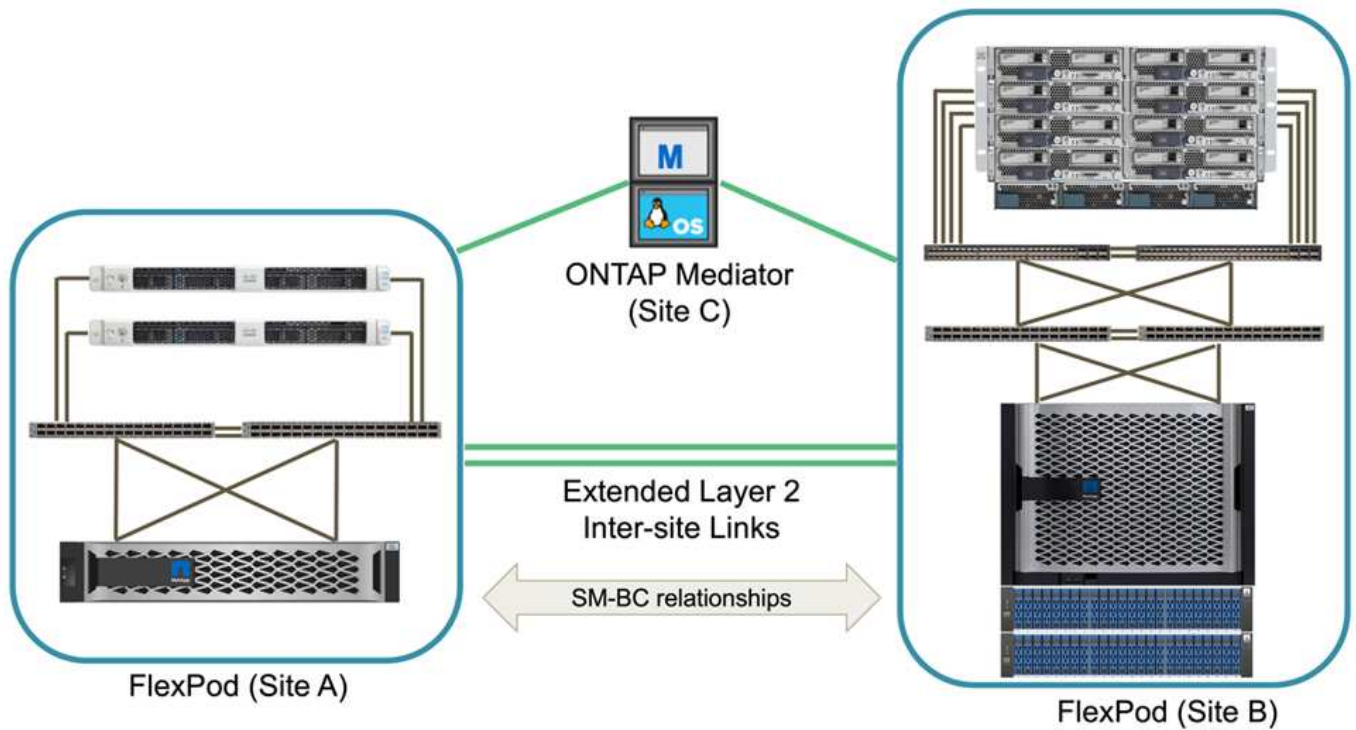 M
OS
ONTAP Mediator
(Site C)
Extended Layer 2
Inter-site Links
SM-BC relationships
FlexPod (Site A)
FlexPod (Site B)